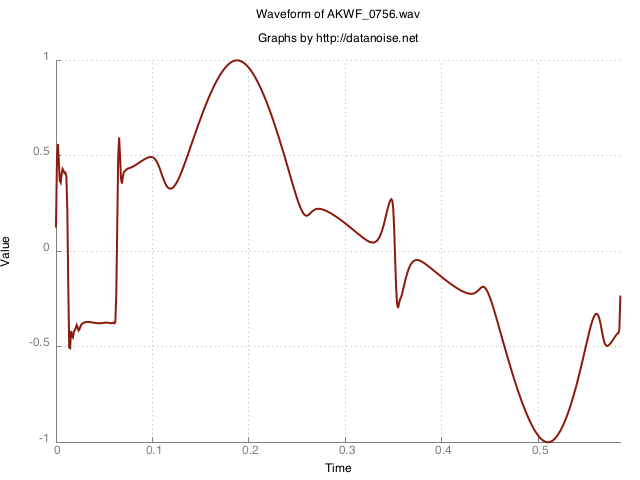 Waveform of AKWF_0756.wav
Graphs by http://datanoise.net
1
0.5
0
-0.5
-1
Value
0 0.1 0.2 0.3 0.4 0.5
Time